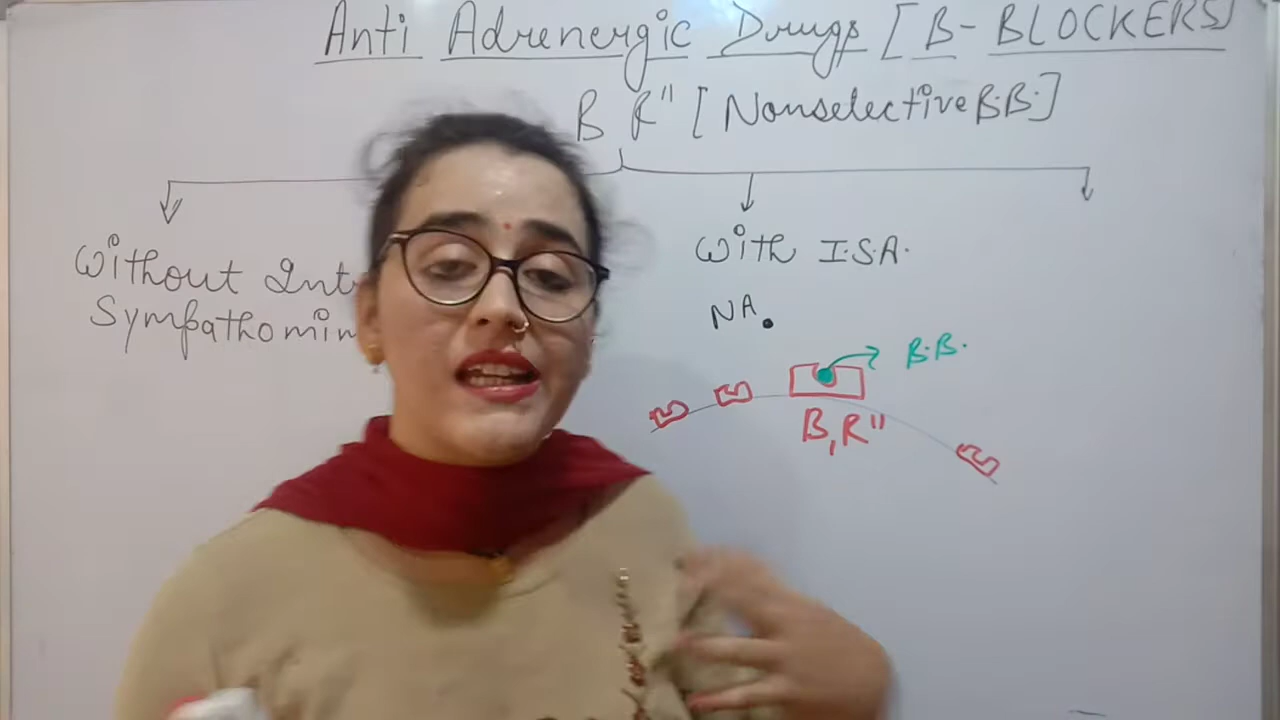 Anti Adrenergic Drugs [B-BLOCKERS]
B R" [Nonselective B.B.]
Without Int
Sympathomim
With I.S.A.
NA.
B.B.
B1R"